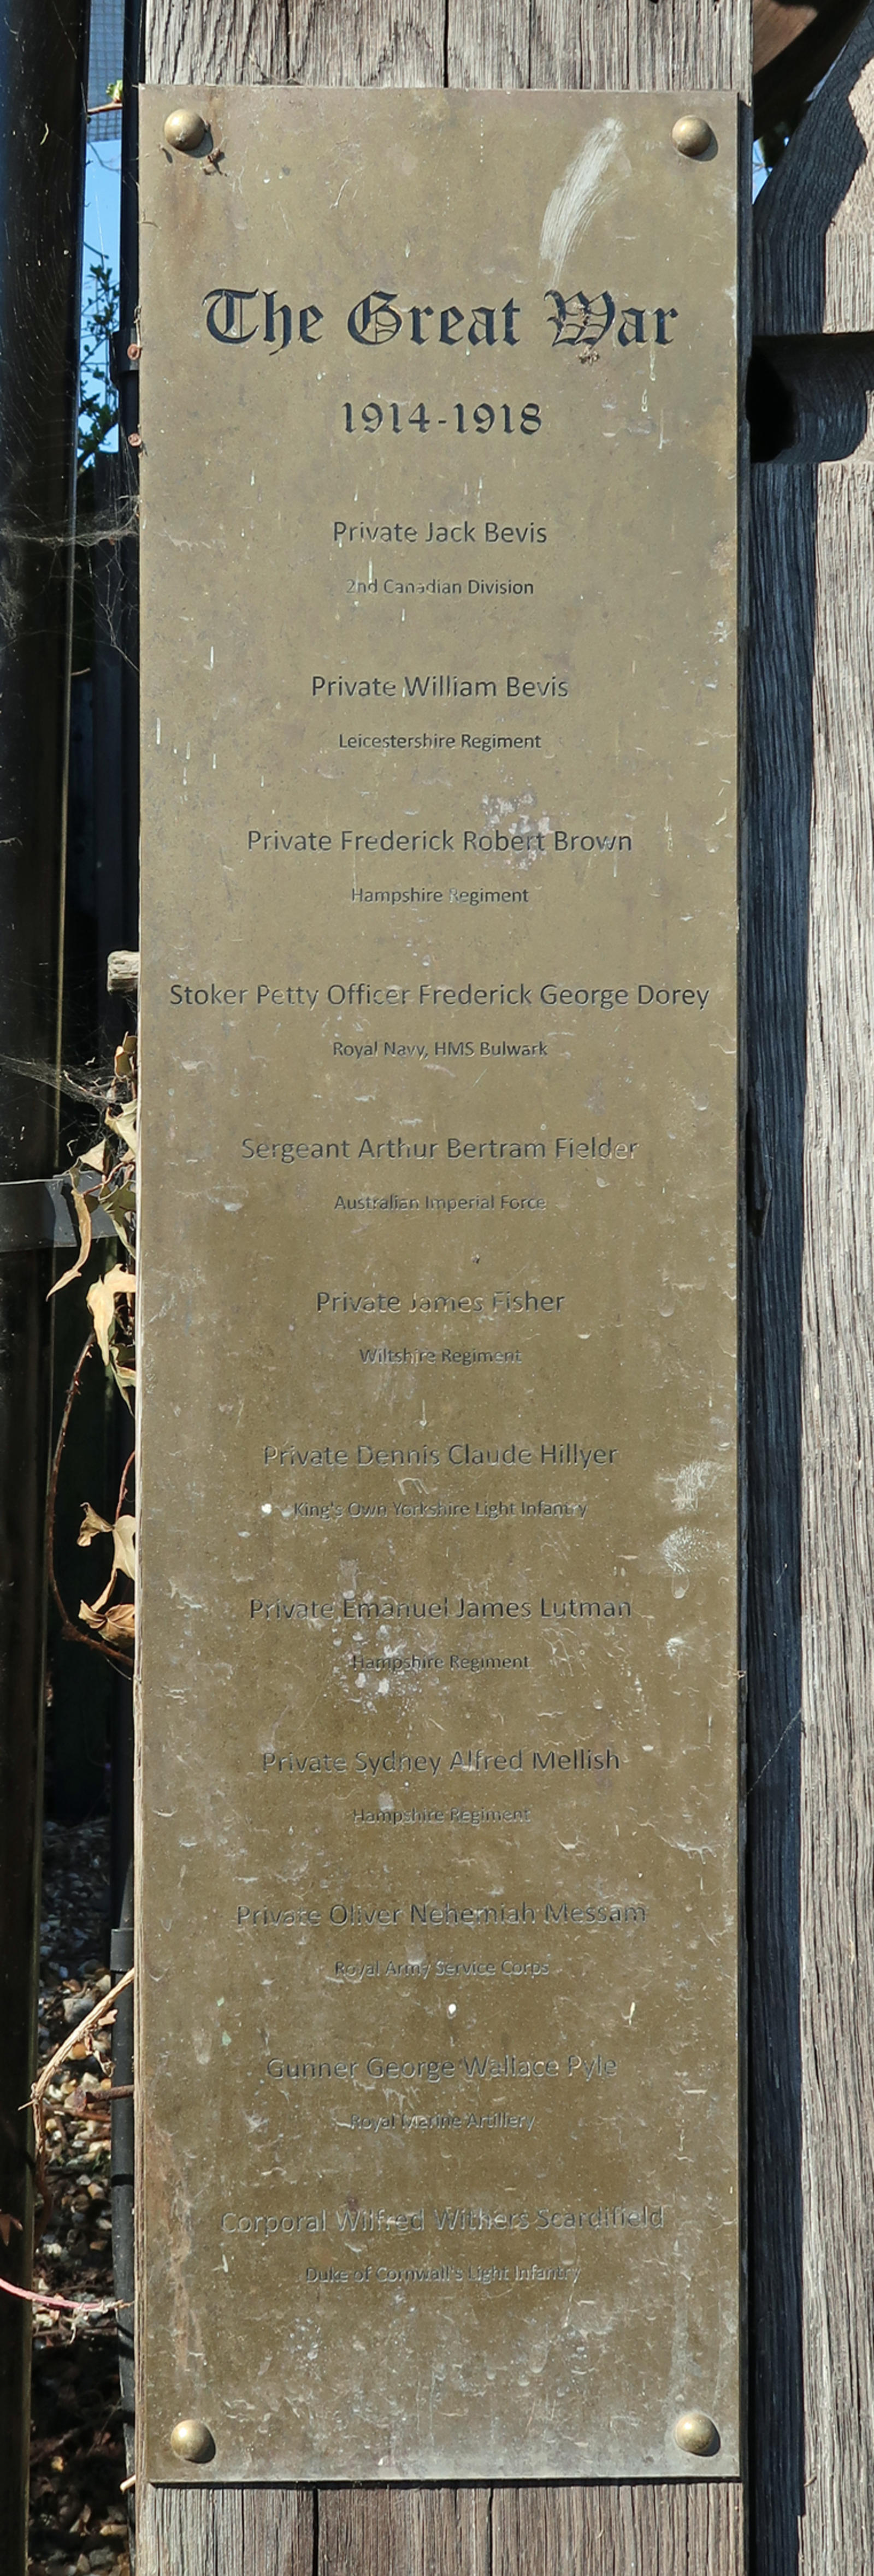 The Great War
1914-1918
Private Jack Bevis
2nd Canadian Division
Private William Bevis
Leicestershire Regiment
Private Frederick Robert Brown
Hampshire Regiment
Stoker Petty Officer Frederick George Dorey
Royal Navy, HMS Bulwark
Sergeant Arthur Bertram Fielder
Australian Imperial Force
Private James Fisher
Wiltshire Regiment
Private Dennis Claude Hillyer
King's Own Yorkshire Light Infantry
Private Emanuel James Lutman
Hampshire Regiment
Private Sydney Alfred Mellish
Hampshire Regiment
Private Oliver Nehemiah Messam
Royal Army Service Corps
Gunner George Wallace Pyle
Royal Marine Artillery
Corporal Wilfred Withers Scardifield
Duke of Cornwall's Light Infantry